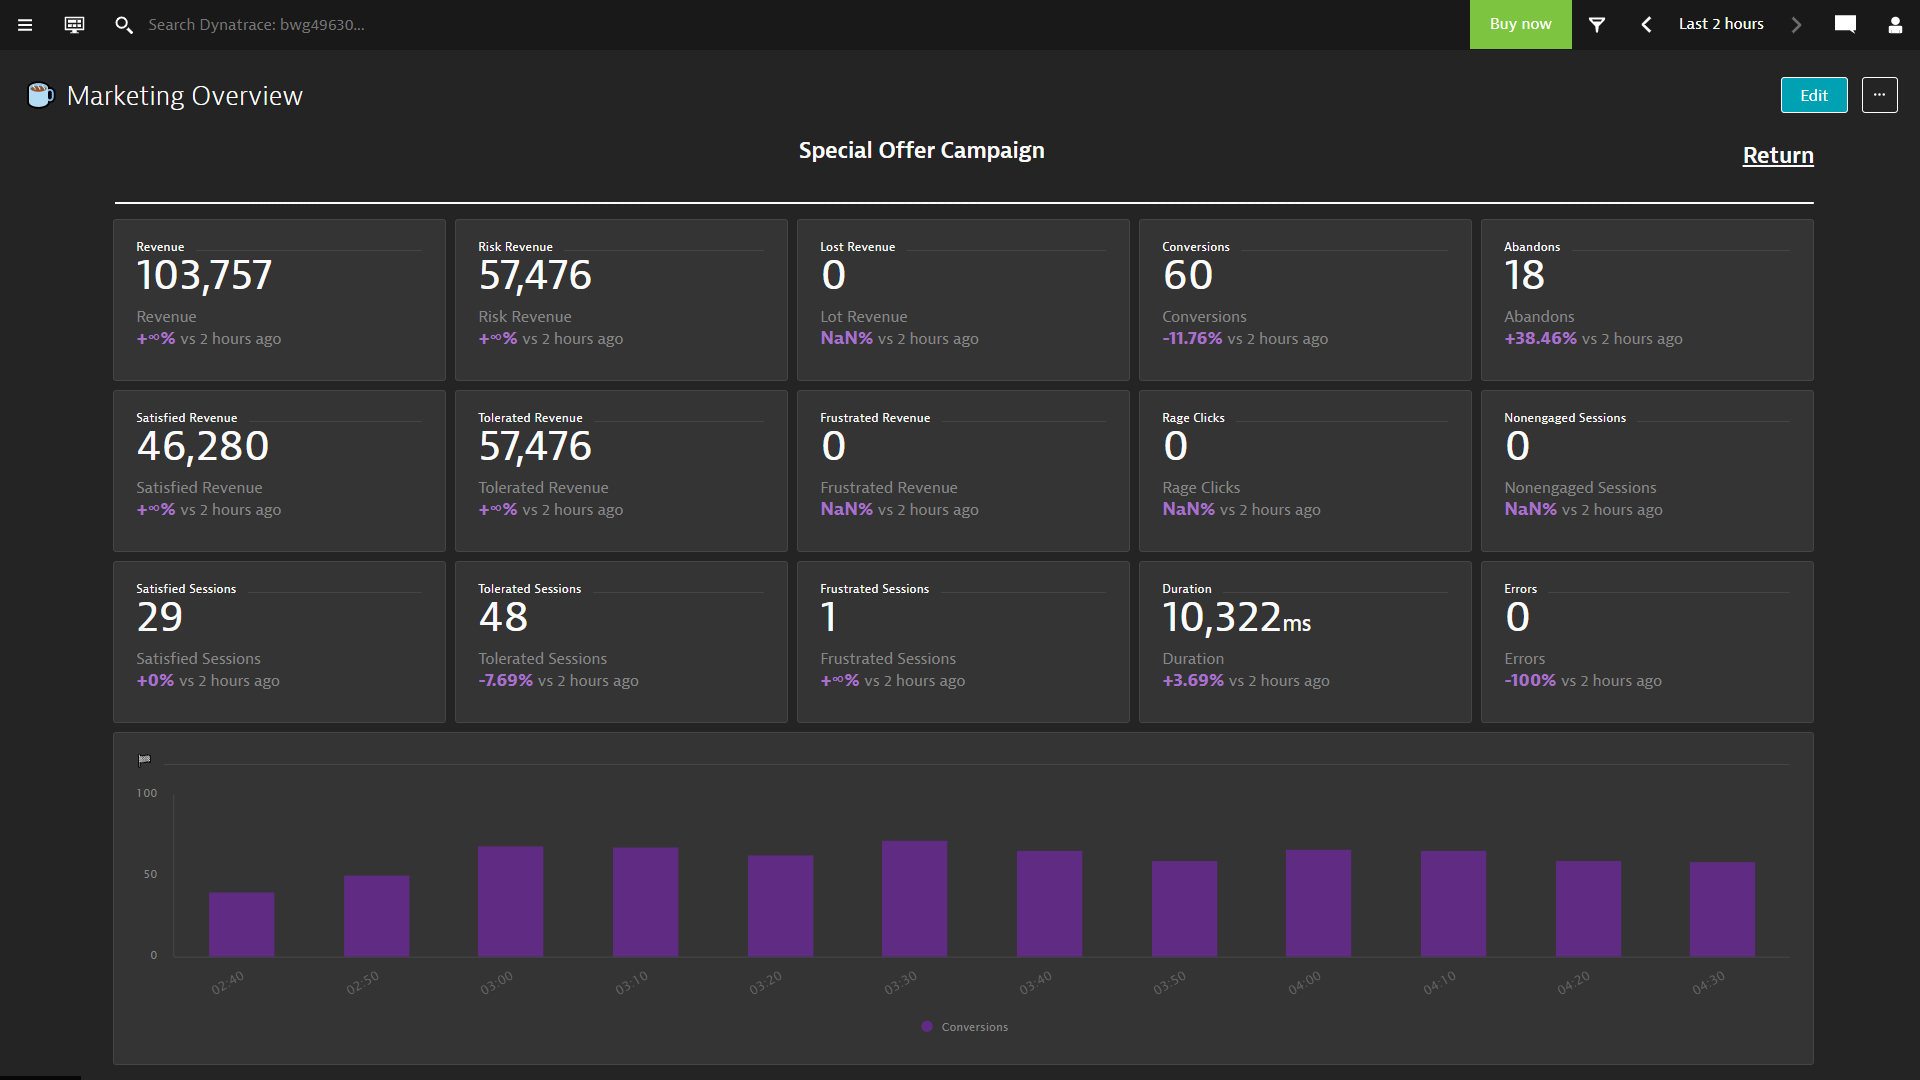 Search Dynatrace: bwg49630...
Buy now
Last 2 hours
Marketing Overview
Edit
...
Special Offer Campaign
Return
Revenue
103,757
Revenue
+∞% vs 2 hours ago
Risk Revenue
57,476
Risk Revenue
+∞% vs 2 hours ago
Lost Revenue
0
Lot Revenue
NaN% vs 2 hours ago
Conversions
60
Conversions
-11.76% vs 2 hours ago
Abandons
18
Abandons
+38.46% vs 2 hours ago
Satisfied Revenue
46,280
Satisfied Revenue
+∞% vs 2 hours ago
Tolerated Revenue
57,476
Tolerated Revenue
+∞% vs 2 hours ago
Frustrated Revenue
0
Frustrated Revenue
NaN% vs 2 hours ago
Rage Clicks
0
Rage Clicks
NaN% vs 2 hours ago
Nonengaged Sessions
0
Nonengaged Sessions
NaN% vs 2 hours ago
Satisfied Sessions
29
Satisfied Sessions
+0% vs 2 hours ago
Tolerated Sessions
48
Tolerated Sessions
-7.69% vs 2 hours ago
Frustrated Sessions
1
Frustrated Sessions
+∞% vs 2 hours ago
Duration
10,322ms
Duration
+3.69% vs 2 hours ago
Errors
0
Errors
-100% vs 2 hours ago
100
50
0
02:40 02:50 03:00 03:10 03:20 03:30 03:40 03:50 04:00 04:10 04:20 04:30
Conversions